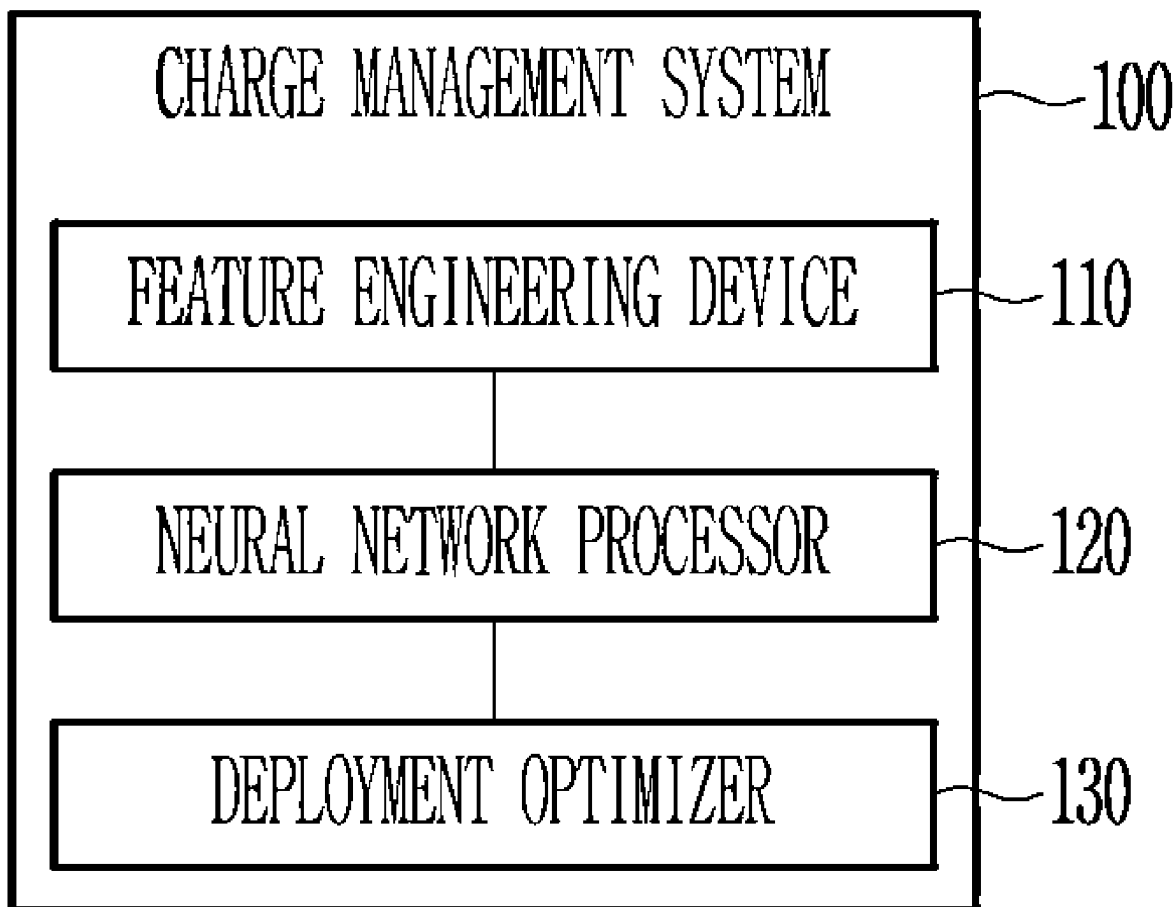 CHARGE MANAGEMENT SYSTEM
100
FEATURE ENGINEERING DEVICE
110
NEURAL NETWORK PROCESSOR
120
DEPLOYMENT OPTIMIZER
130